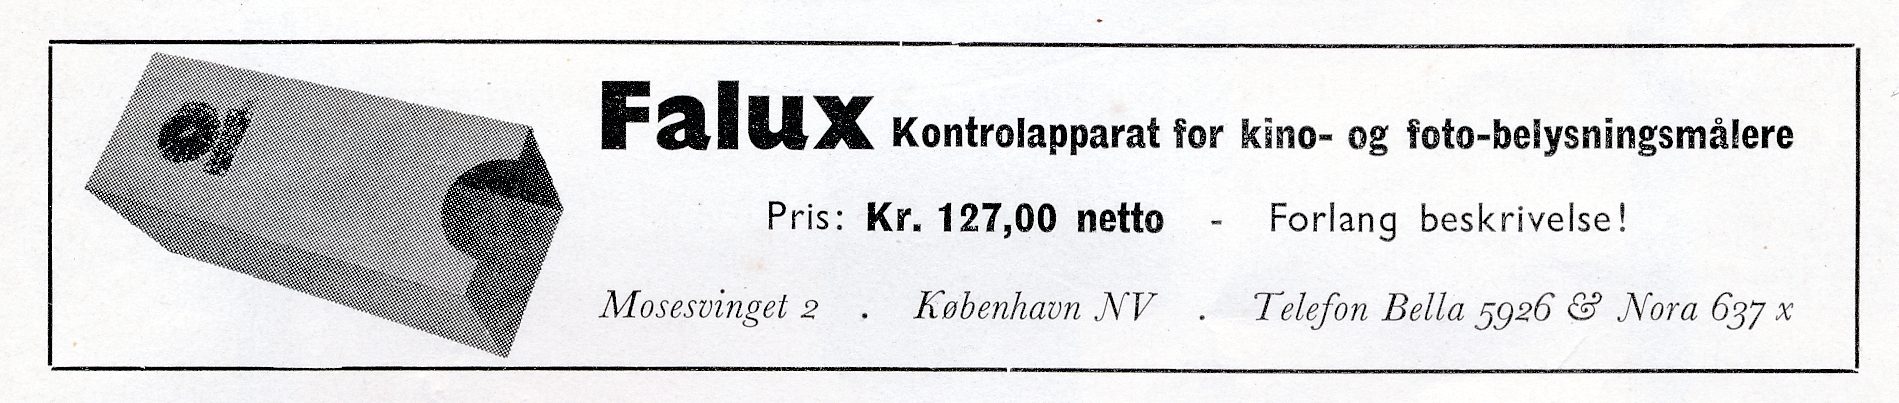 Falux Kontrolapparat for kino- og foto-belysningsmålere
Pris: Kr. 127,00 netto - Forlang beskrivelse!
Mosesvinget 2 . København NV . Telefon Bella 5926 & Nora 637 x